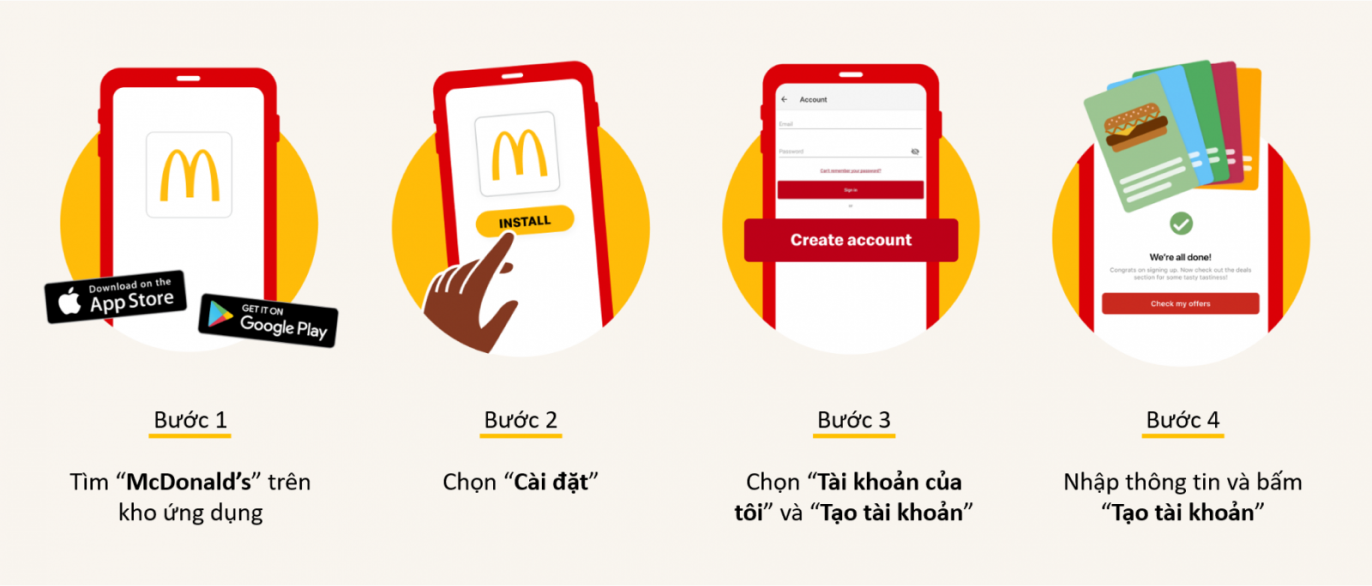 Download on the
App Store
GET IT ON
Google Play
INSTALL
Account
Email
Password
Can't remember your password?
Sign in
or
Create account
We're all done!
Congrats on signing up. Now check out the deals
section for some tasty tastiness!
Check my offers
Bước 1
Tìm “McDonald’s” trên
kho ứng dụng
Bước 2
Chọn “Cài đặt”
Bước 3
Chọn “Tài khoản của
tôi” và “Tạo tài khoản”
Bước 4
Nhập thông tin và bấm
“Tạo tài khoản”